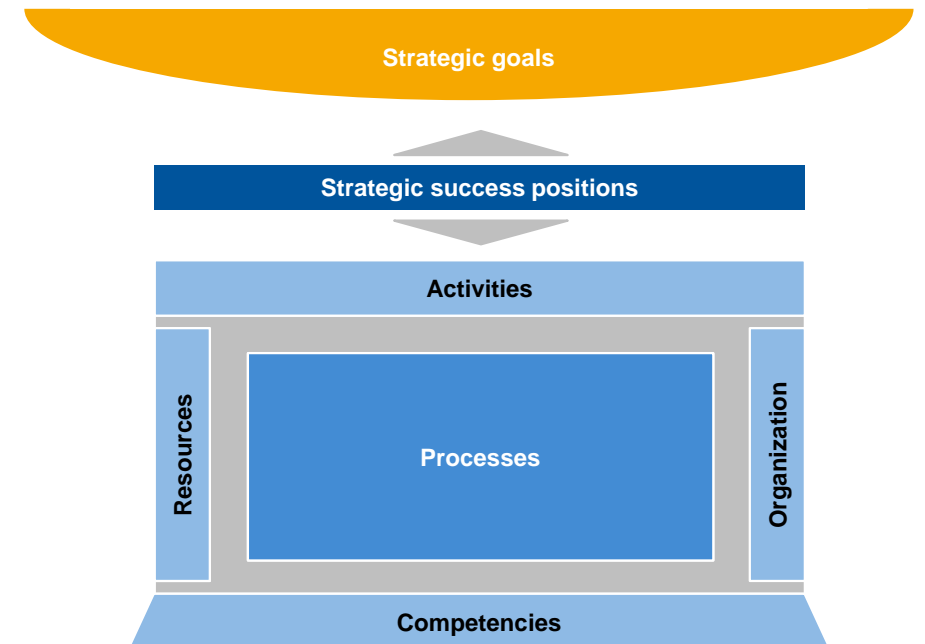 Strategic goals
Strategic success positions
Activities
Resources
Processes
Organization
Competencies